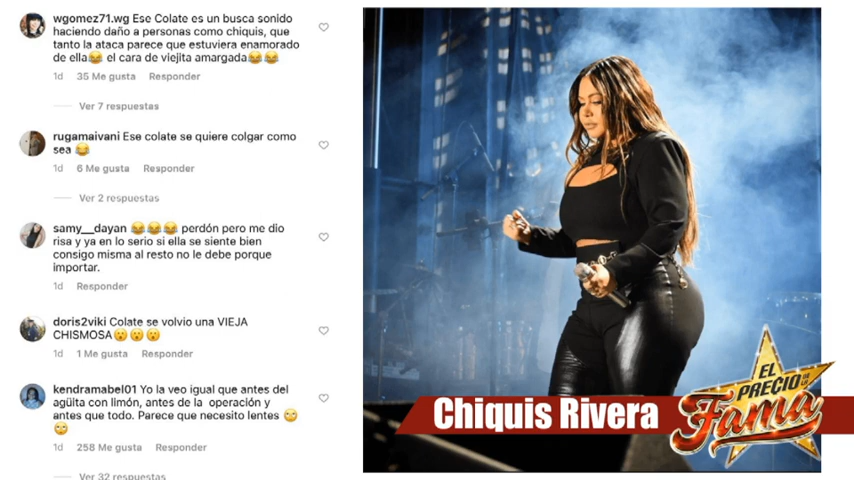 wgomez71.wg Ese Colate es un busca sonido
haciendo daño a personas como chiquis, que
tanto la ataca parece que estuviera enamorado
de ella😂 el cara de viejita amargada😂😂
1d 35 Me gusta Responder
Ver 7 respuestas
rugamaivani Ese colate se quiere colgar como
sea 😂
1d 6 Me gusta Responder
Ver 2 respuestas
samy__dayan 😂😂😂 perdón pero me dio
risa y ya en lo serio si ella se siente bien
consigo misma al resto no le debe porque
importar.
1d Responder
doris2viki Colate se volvio una VIEJA
CHISMOSA😮😮😮
1d 1 Me gusta Responder
kendramabel01 Yo la veo igual que antes del
agüita con limón, antes de la operación y
antes que todo. Parece que necesito lentes 🙄
🙄
1d 258 Me gusta Responder
Ver 32 respuestas
Chiquis Rivera
EL
PRECIO
DE LA
Fama